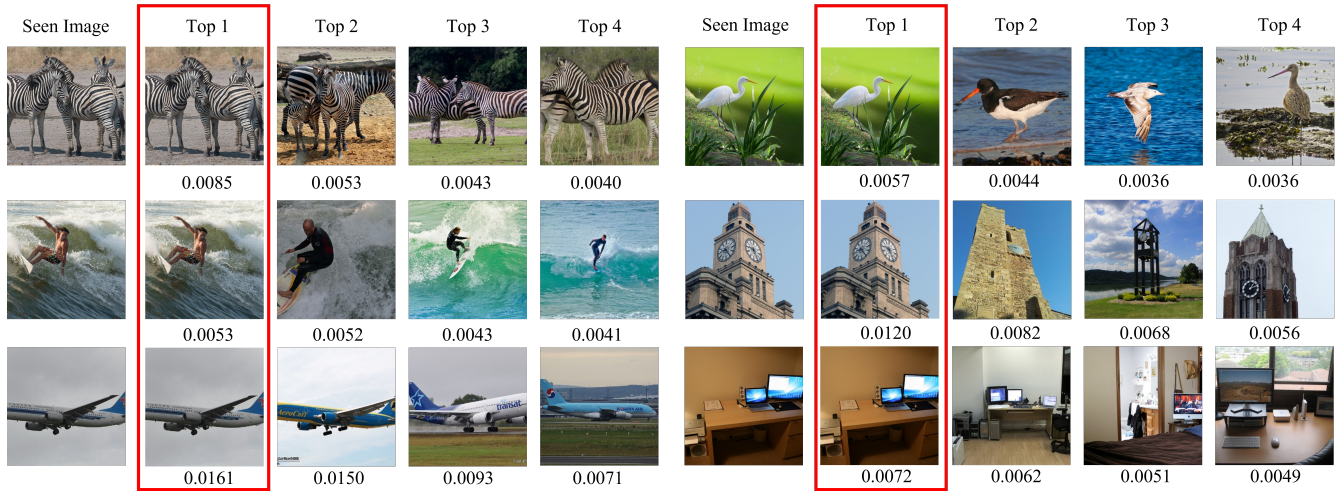 Seen Image Top 1 Top 2 Top 3 Top 4 Seen Image Top 1 Top 2 Top 3 Top 4
0.0085 0.0053 0.0043 0.0040 0.0057 0.0044 0.0036 0.0036
0.0053 0.0052 0.0043 0.0041 0.0120 0.0082 0.0068 0.0056
transat
0.0161 0.0150 0.0093 0.0071 0.0072 0.0062 0.0051 0.0049